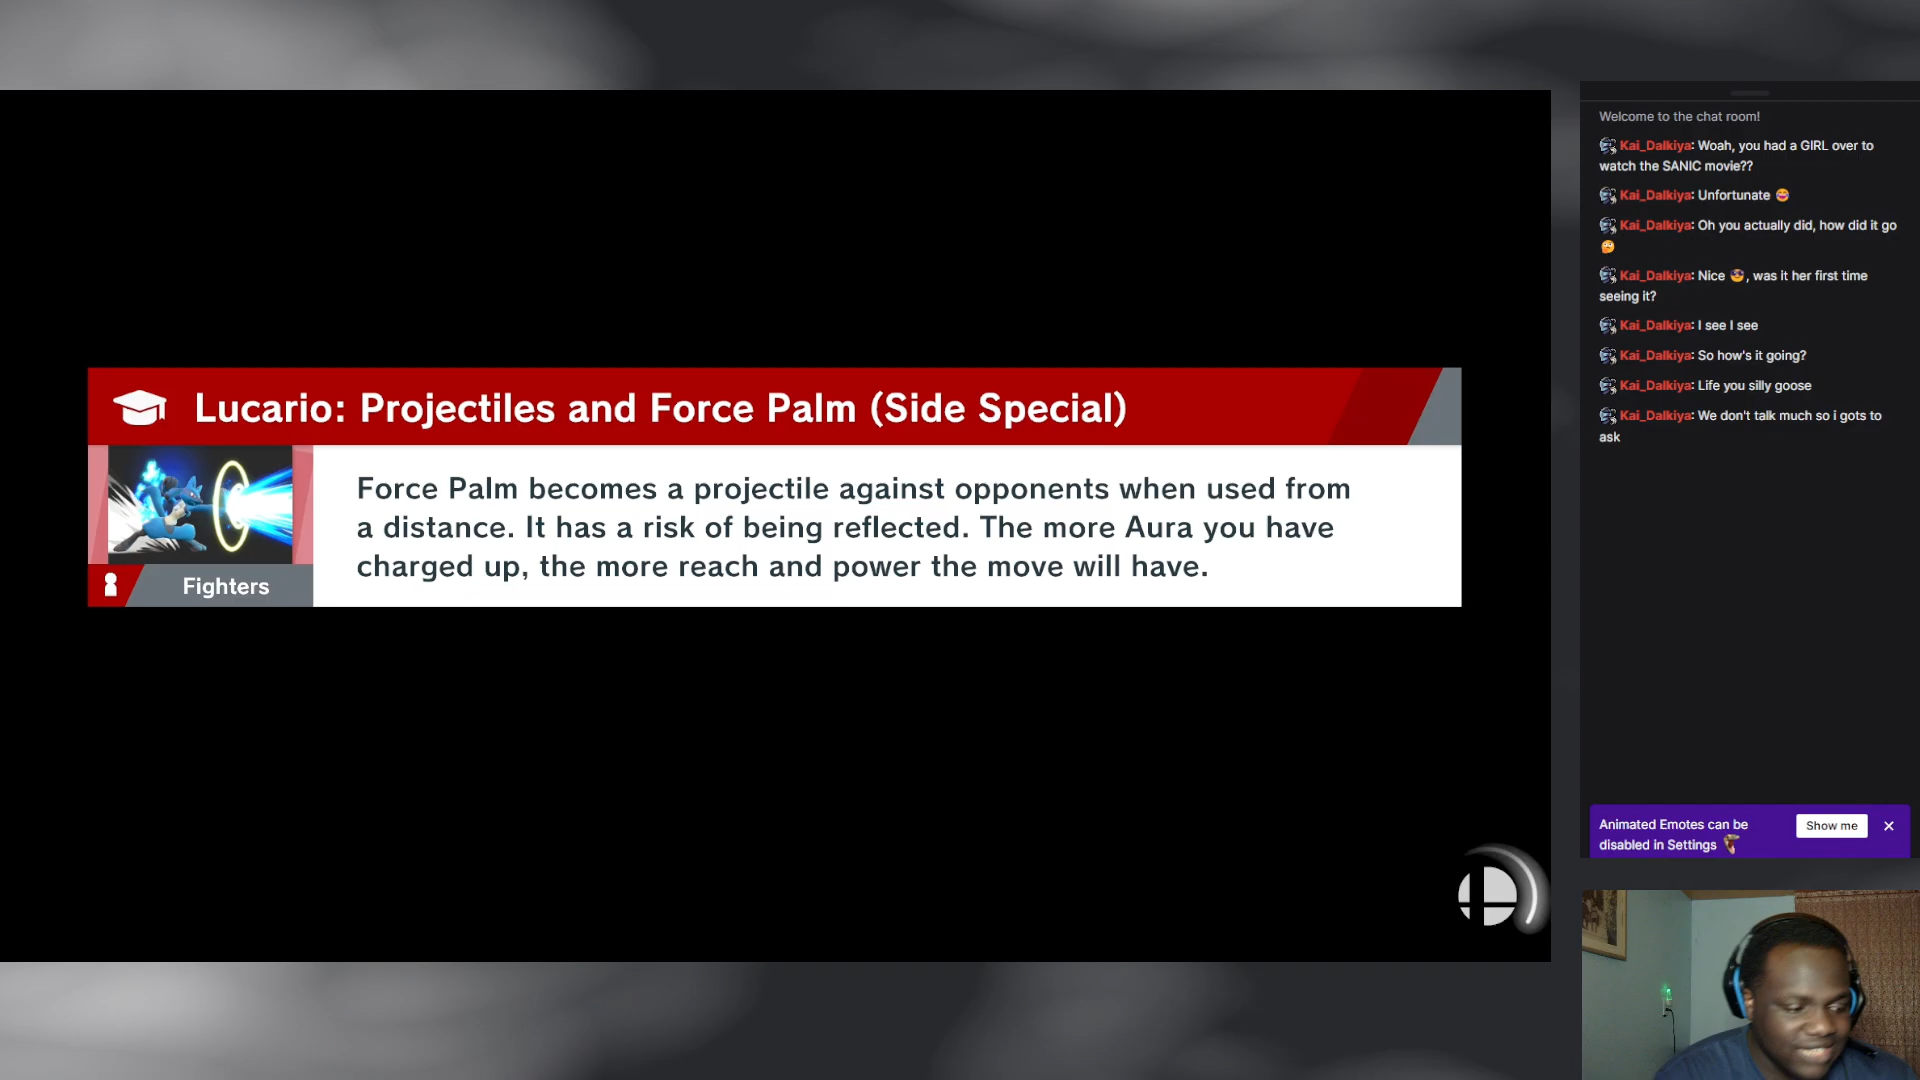 Lucario: Projectiles and Force Palm (Side Special)
Force Palm becomes a projectile against opponents when used from
a distance. It has a risk of being reflected. The more Aura you have
charged up, the more reach and power the move will have.
Fighters
Welcome to the chat room!
Kai_Dalkiya: Woah, you had a GIRL over to
watch the SANIC movie??
Kai_Dalkiya: Unfortunate
Kai_Dalkiya: Oh you actually did, how did it go
Kai_Dalkiya: Nice , was it her first time
seeing it?
Kai_Dalkiya: I see I see
Kai_Dalkiya: So how's it going?
Kai_Dalkiya: Life you silly goose
Kai_Dalkiya: We don't talk much so i gots to
ask
Animated Emotes can be
disabled in Settings
Show me